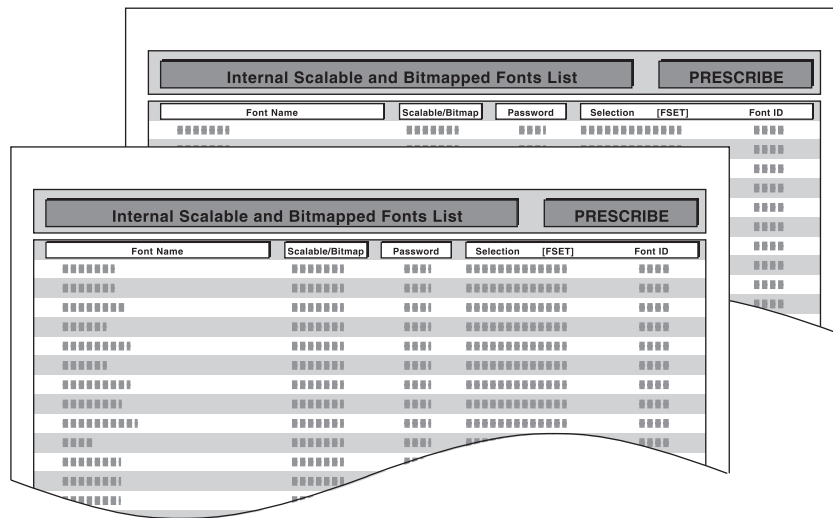 Internal Scalable and Bitmapped Fonts List PRESCRIBE
Font Name Scalable/Bitmap Password Selection [FSET] Font ID
Internal Scalable and Bitmapped Fonts List PRESCRIBE
Font Name Scalable/Bitmap Password Selection [FSET] Font ID